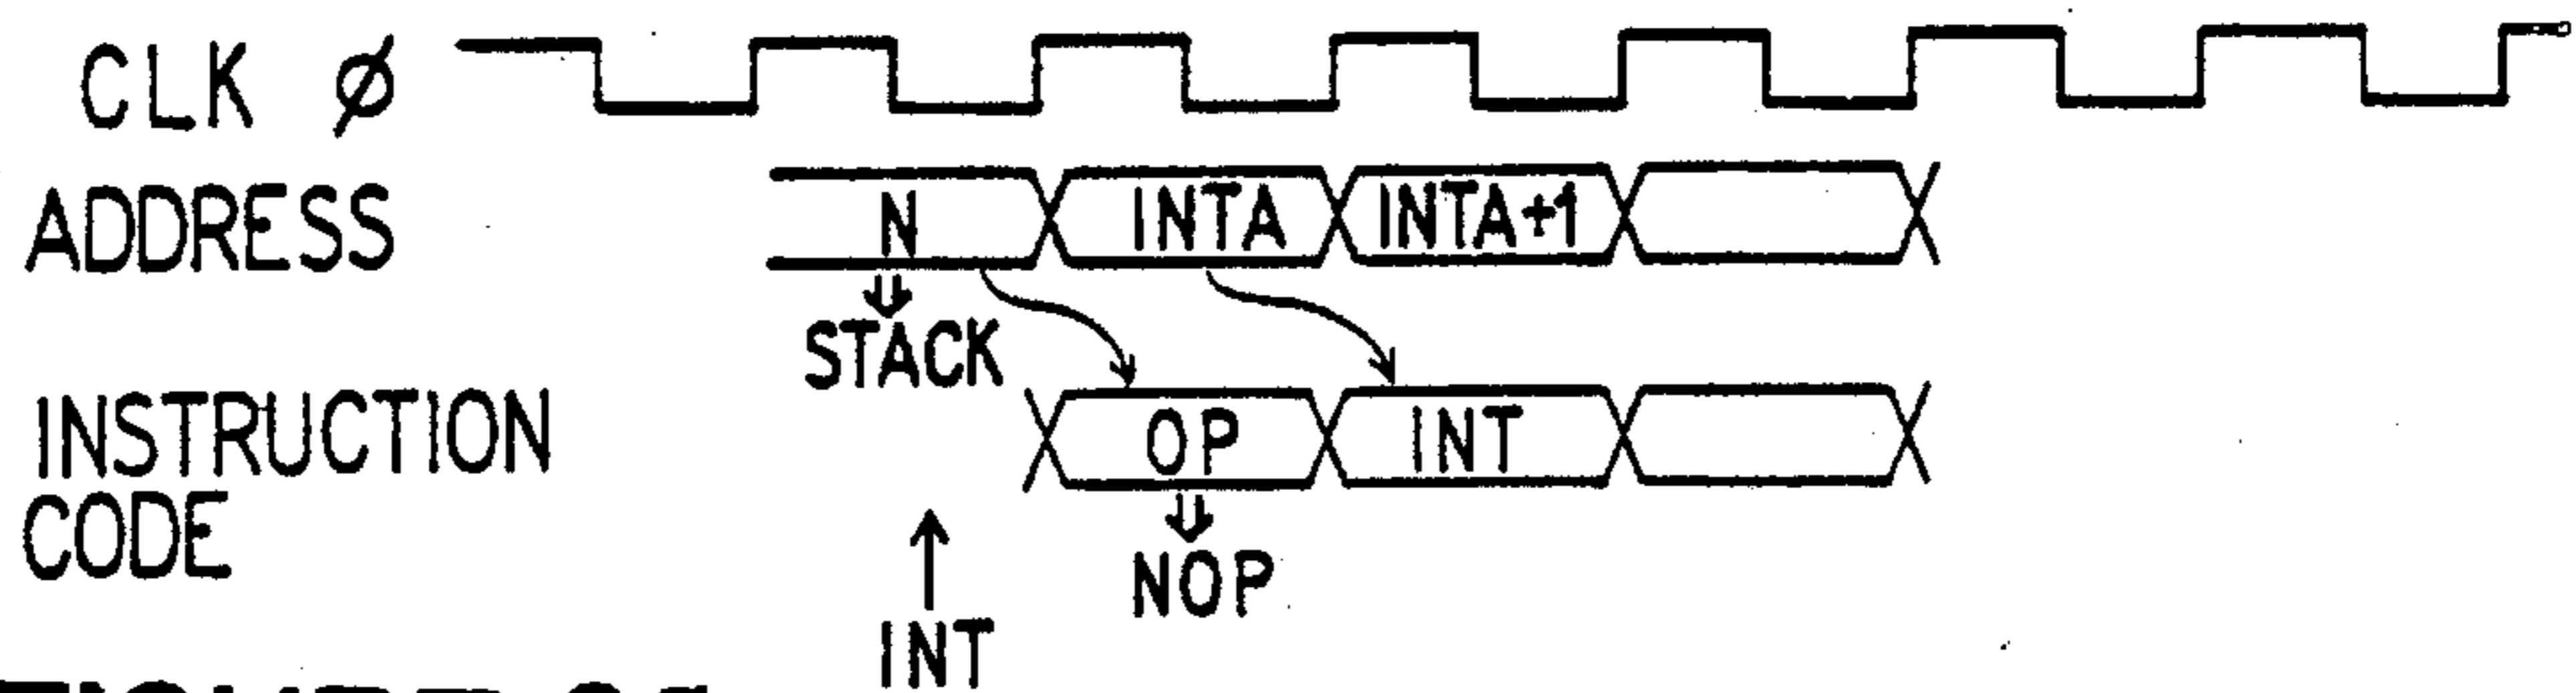 CLK ϕ
ADDRESS
N
INTA
INTA+1
⇓
STACK
INSTRUCTION
CODE
OP
INT
⇓
NOP
↑
INT